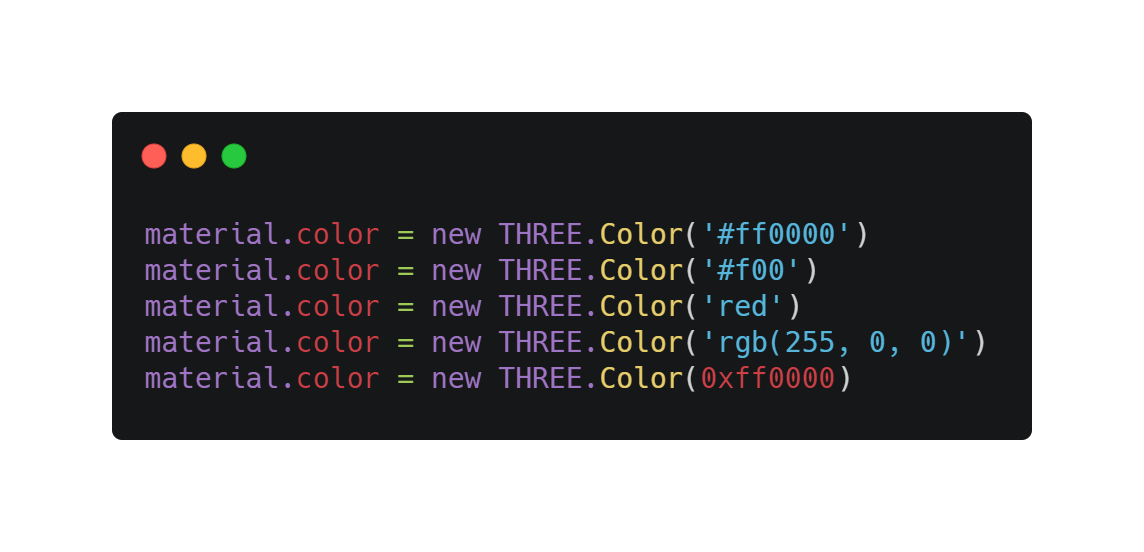 material.color = new THREE.Color('#ff0000')
material.color = new THREE.Color('#f00')
material.color = new THREE.Color('red')
material.color = new THREE.Color('rgb(255, 0, 0)')
material.color = new THREE.Color(0xff0000)